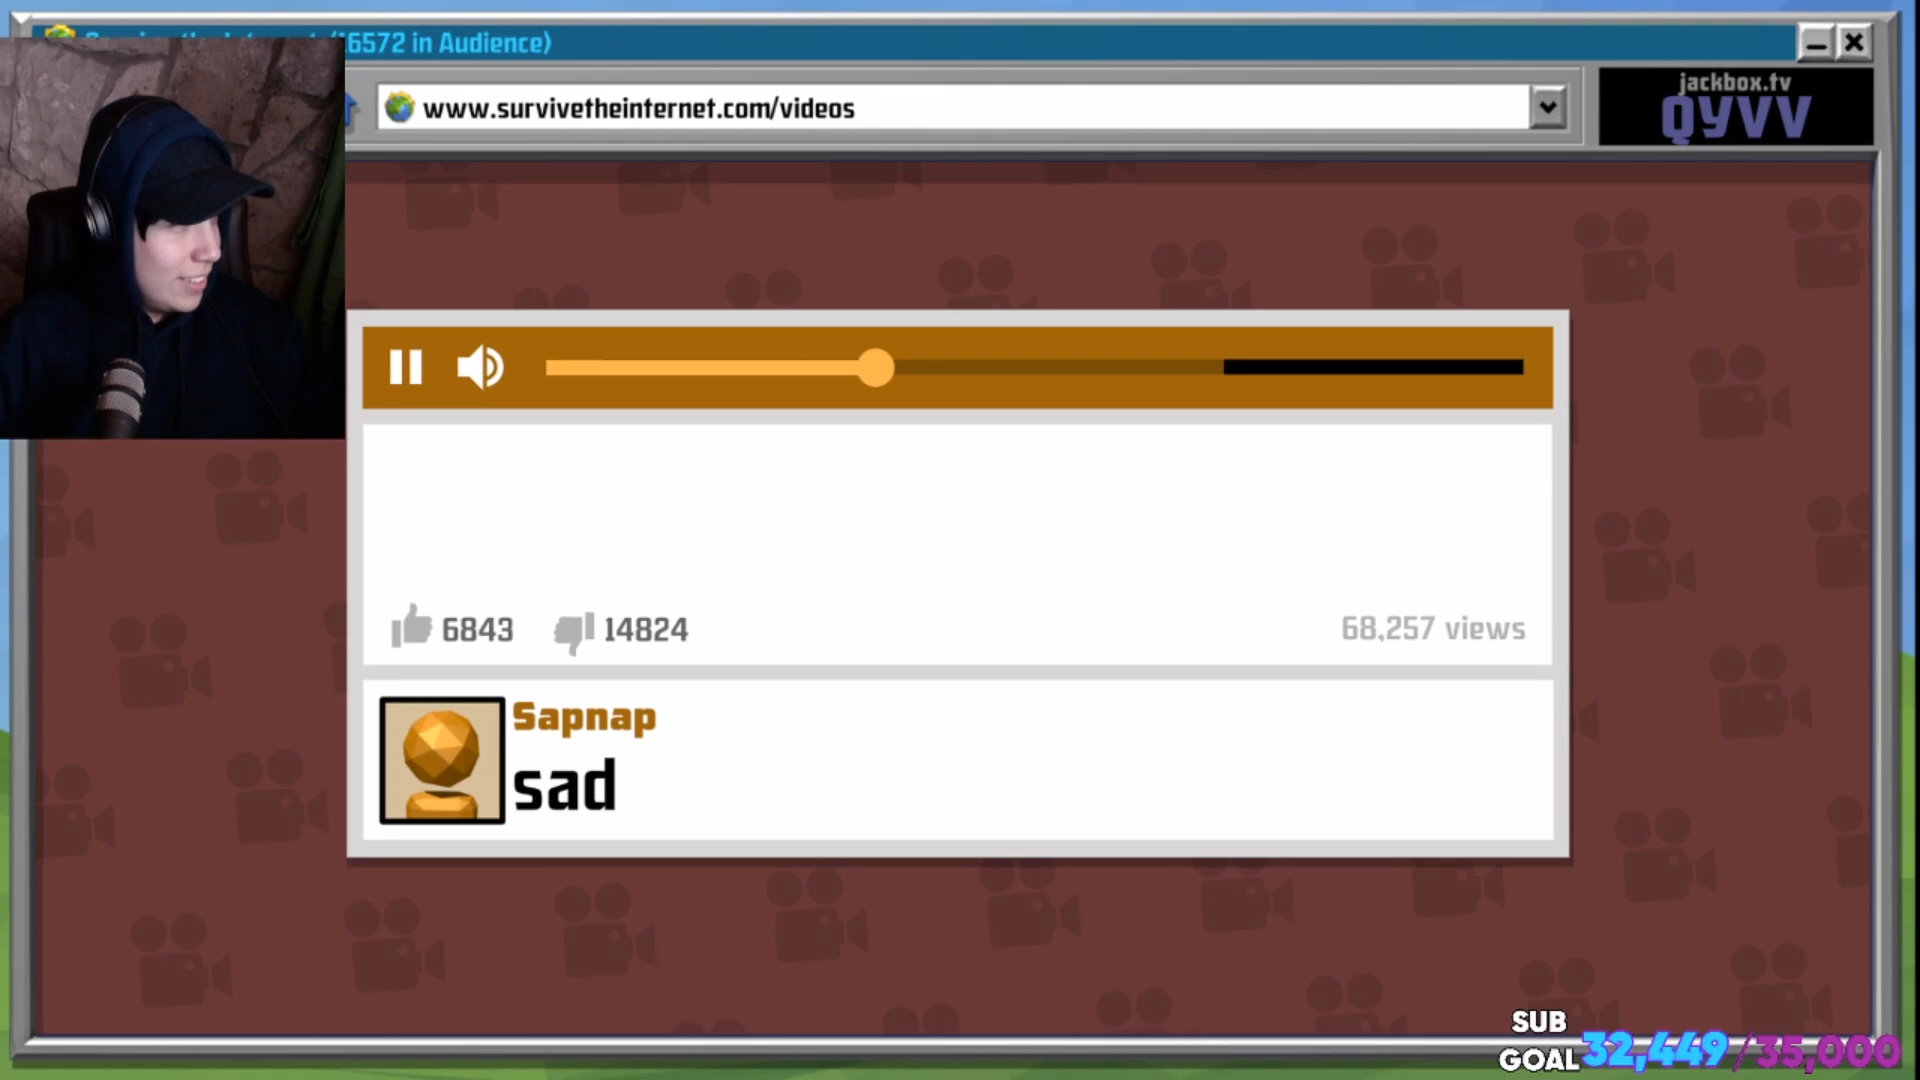 6572 in Audience)
www.survivetheinternet.com/videos
jackbox.tv
QYVV
6843
14824
68,257 views
Sapnap
sad
SUB
GOAL 32,449/35,000